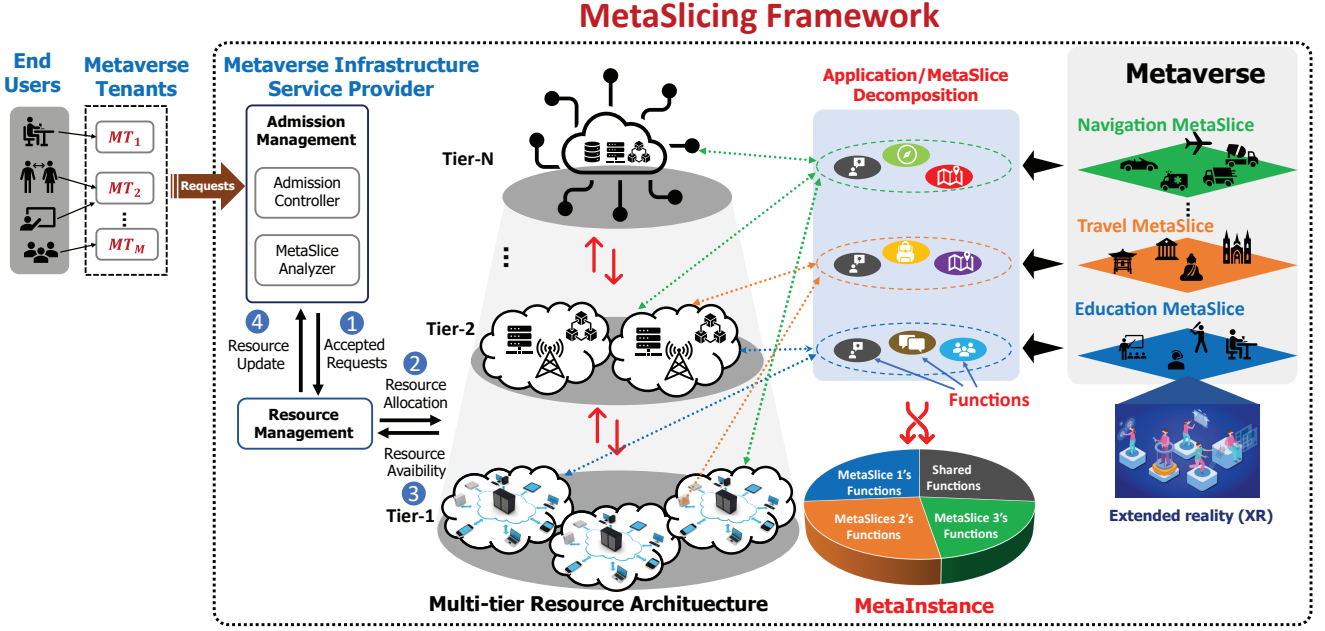 MetaSlicing Framework
End
Users
Metaverse
Tenants
MT1
MT2
⋮
MTM
Requests
Metaverse Infrastructure
Service Provider
Admission
Management
Admission
Controller
MetaSlice
Analyzer
4
Resource
Update
1
Accepted
Requests
2
Resource
Allocation
Resource
Management
Resource
Avaibility
3
Tier-N
⋮
Tier-2
Tier-1
Multi-tier Resource Archituecture
Application/MetaSlice
Decomposition
Functions
MetaSlice 1's
Functions
Shared
Functions
MetaSlices 2's
Functions
MetaSlice 3's
Functions
MetaInstance
Metaverse
Navigation MetaSlice
⋮
Travel MetaSlice
Education MetaSlice
Extended reality (XR)